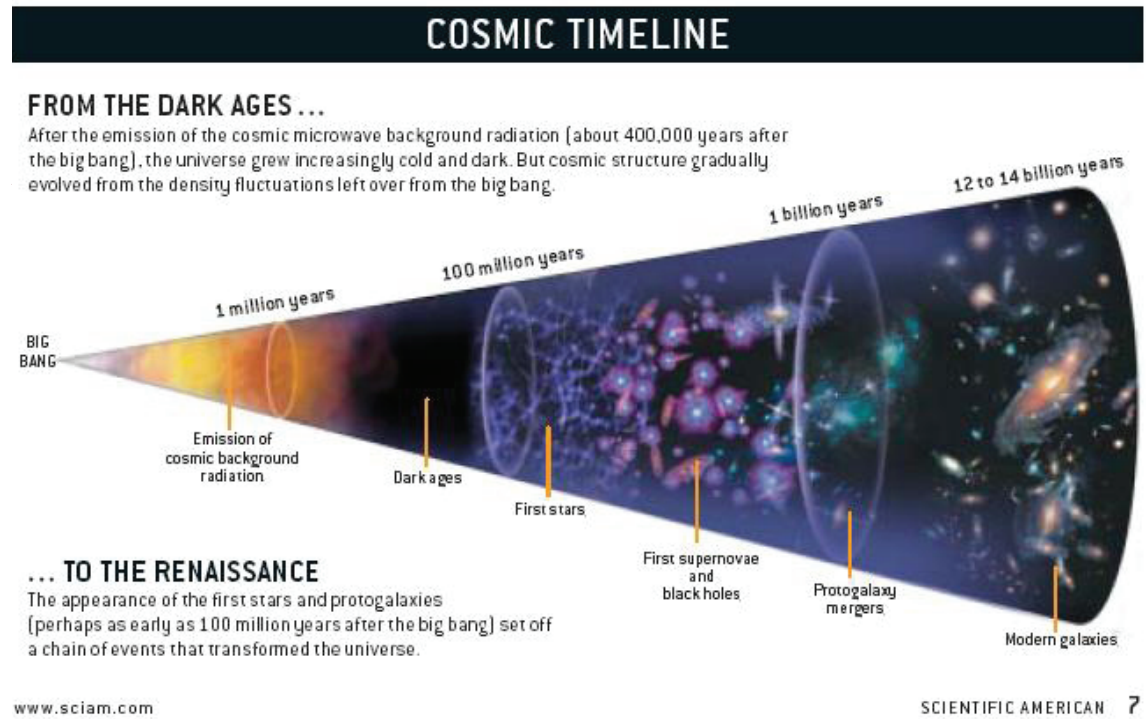 COSMIC TIMELINE
FROM THE DARK AGES ...
After the emission of the cosmic microwave background radiation (about 400,000 years after
the big bang), the universe grew increasingly cold and dark. But cosmic structure gradually
evolved from the density fluctuations left over from the big bang.
12 to 14 billion years
1 billion years
100 million years
1 million years
BIG
BANG
Emission of
cosmic background
radiation
Dark ages
First stars
First supernovae
and
black holes
Protogalaxy
mergers
Modern galaxies
... TO THE RENAISSANCE
The appearance of the first stars and protogalaxies
(perhaps as early as 100 million years after the big bang) set off
a chain of events that transformed the universe.
www.sciam.com
SCIENTIFIC AMERICAN 7